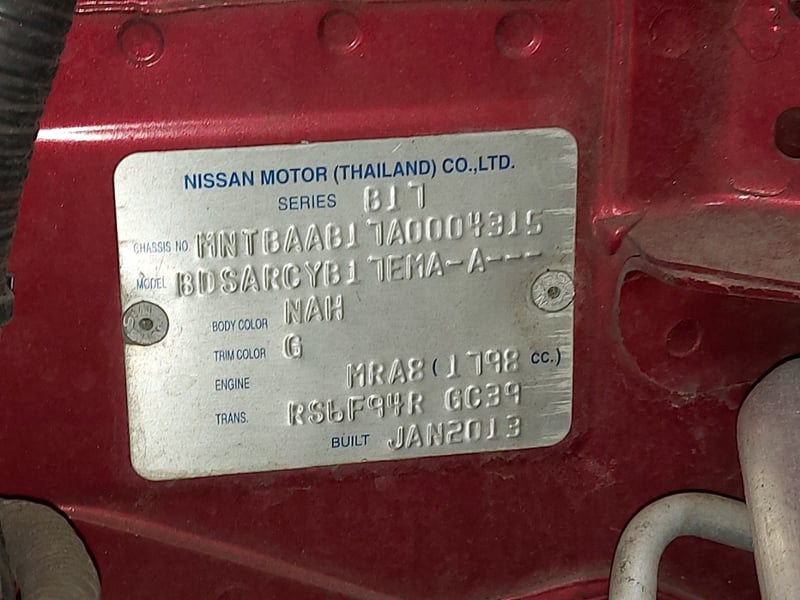 NISSAN MOTOR (THAILAND) CO.,LTD.
SERIES B17
CHASSIS NO. MNTBAAB17A0004315
MODEL BDSARCYB17EMA-A---
BODY COLOR NAH
TRIM COLOR G
ENGINE MRA8 (1798 CC.)
TRANS. RS6F94R GC39
BUILT JAN2013